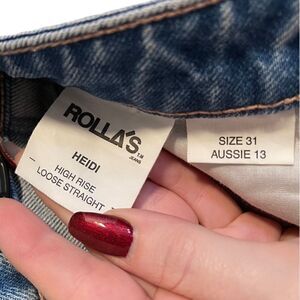 ROLLA'S
JEANS
HEIDI
HIGH RISE
LOOSE STRAIGHT
SIZE 31
AUSSIE 13